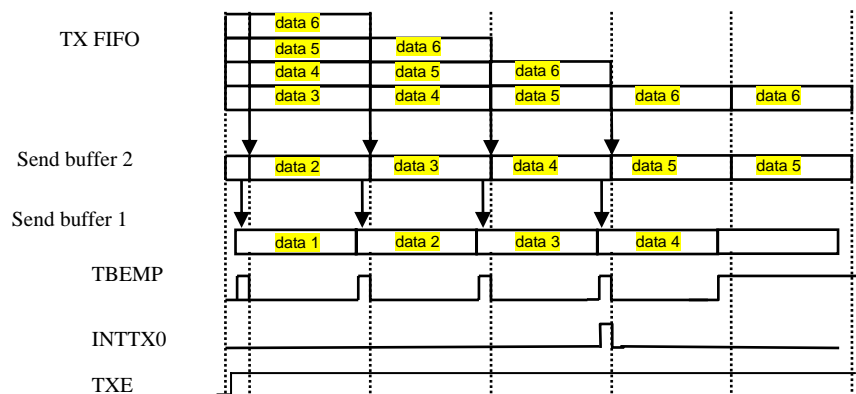 data 6
TX FIFO
data 5 data 6
data 4 data 5 data 6
data 3 data 4 data 5 data 6 data 6
Send buffer 2
data 2 data 3 data 4 data 5 data 5
Send buffer 1
data 1 data 2 data 3 data 4
TBEMP
INTTX0
TXE